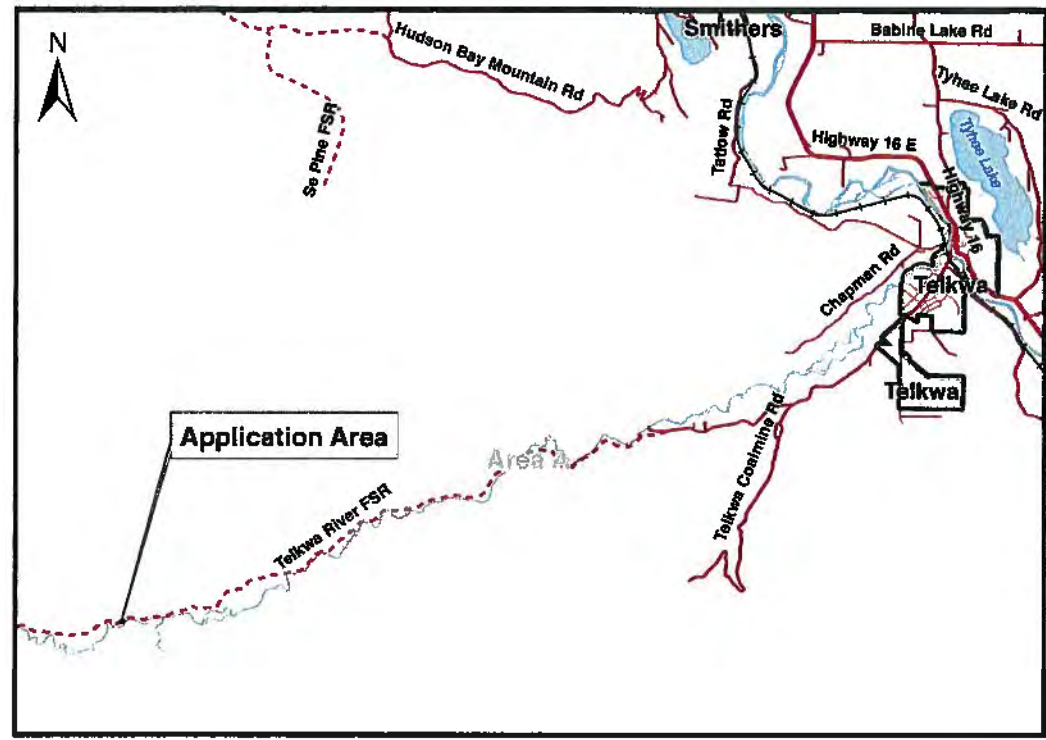 N
Smithers
Babine Lake Rd
Hudson Bay Mountain Rd
Tyhee Lake Rd
Se Pine FSR
Tatlow Rd
Highway 16 E
Tyhee Lake
Highway 16
Chapman Rd
Telkwa
Telkwa
Application Area
Area A
Telkwa Coalmine Rd
Telkwa River FSR